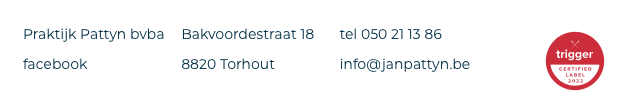 Praktijk Pattyn bvba Bakvoordestraat 18 tel 050 21 13 86
facebook 8820 Torhout info@janpattyn.be
trigger
CERTIFIED
LABEL
2022